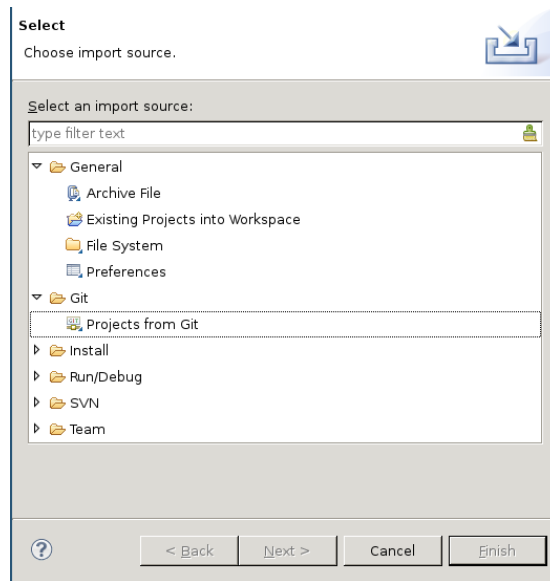 Select
Choose import source.
Select an import source:
type filter text
General
Archive File
Existing Projects into Workspace
File System
Preferences
Git
Projects from Git
Install
Run/Debug
SVN
Team
?
< Back
Next >
Cancel
Finish